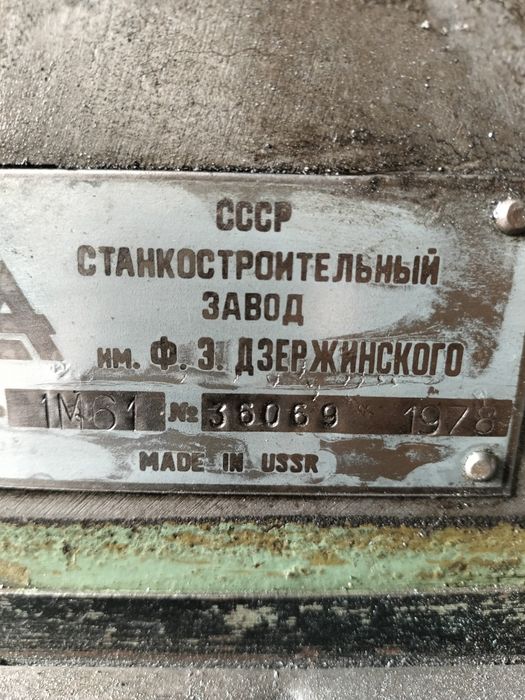 СССР
СТАНКОСТРОИТЕЛЬНЫЙ
ЗАВОД
им. Ф. Э. ДЗЕРЖИНСКОГО
1М61 № 36069 1978
MADE IN USSR